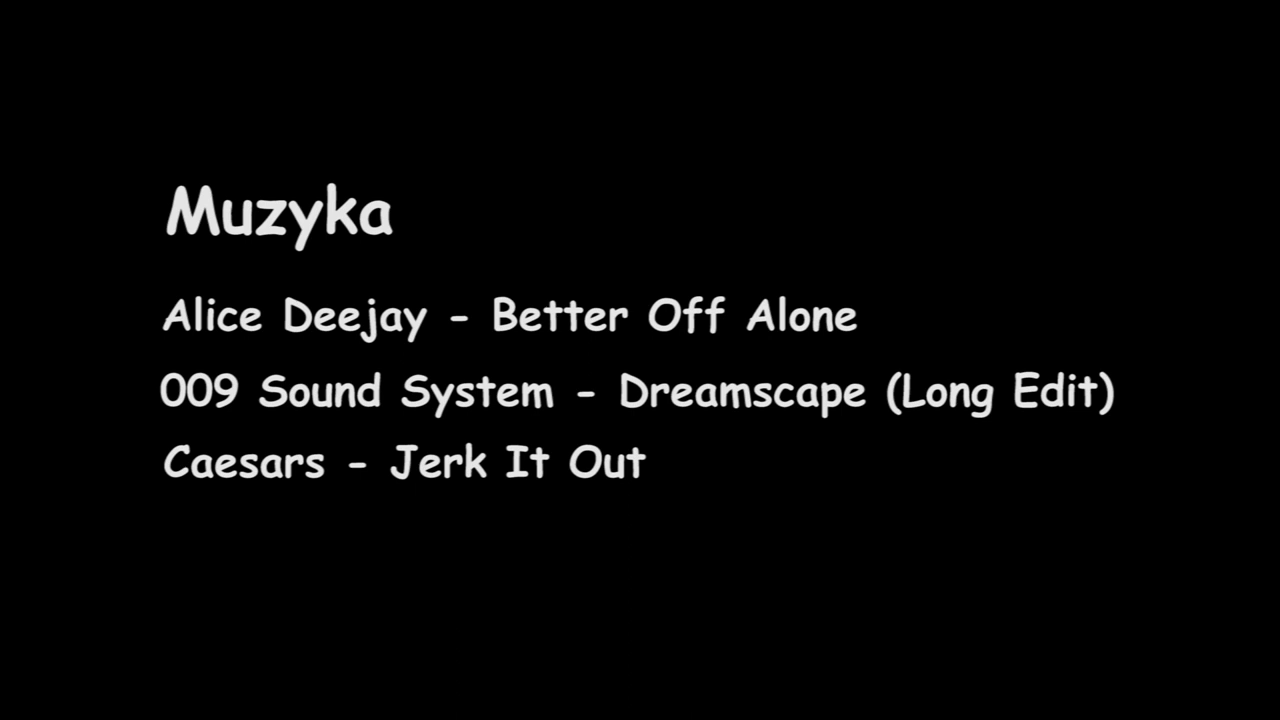 Muzyka
Alice Deejay - Better Off Alone
009 Sound System - Dreamscape (Long Edit)
Caesars - Jerk It Out